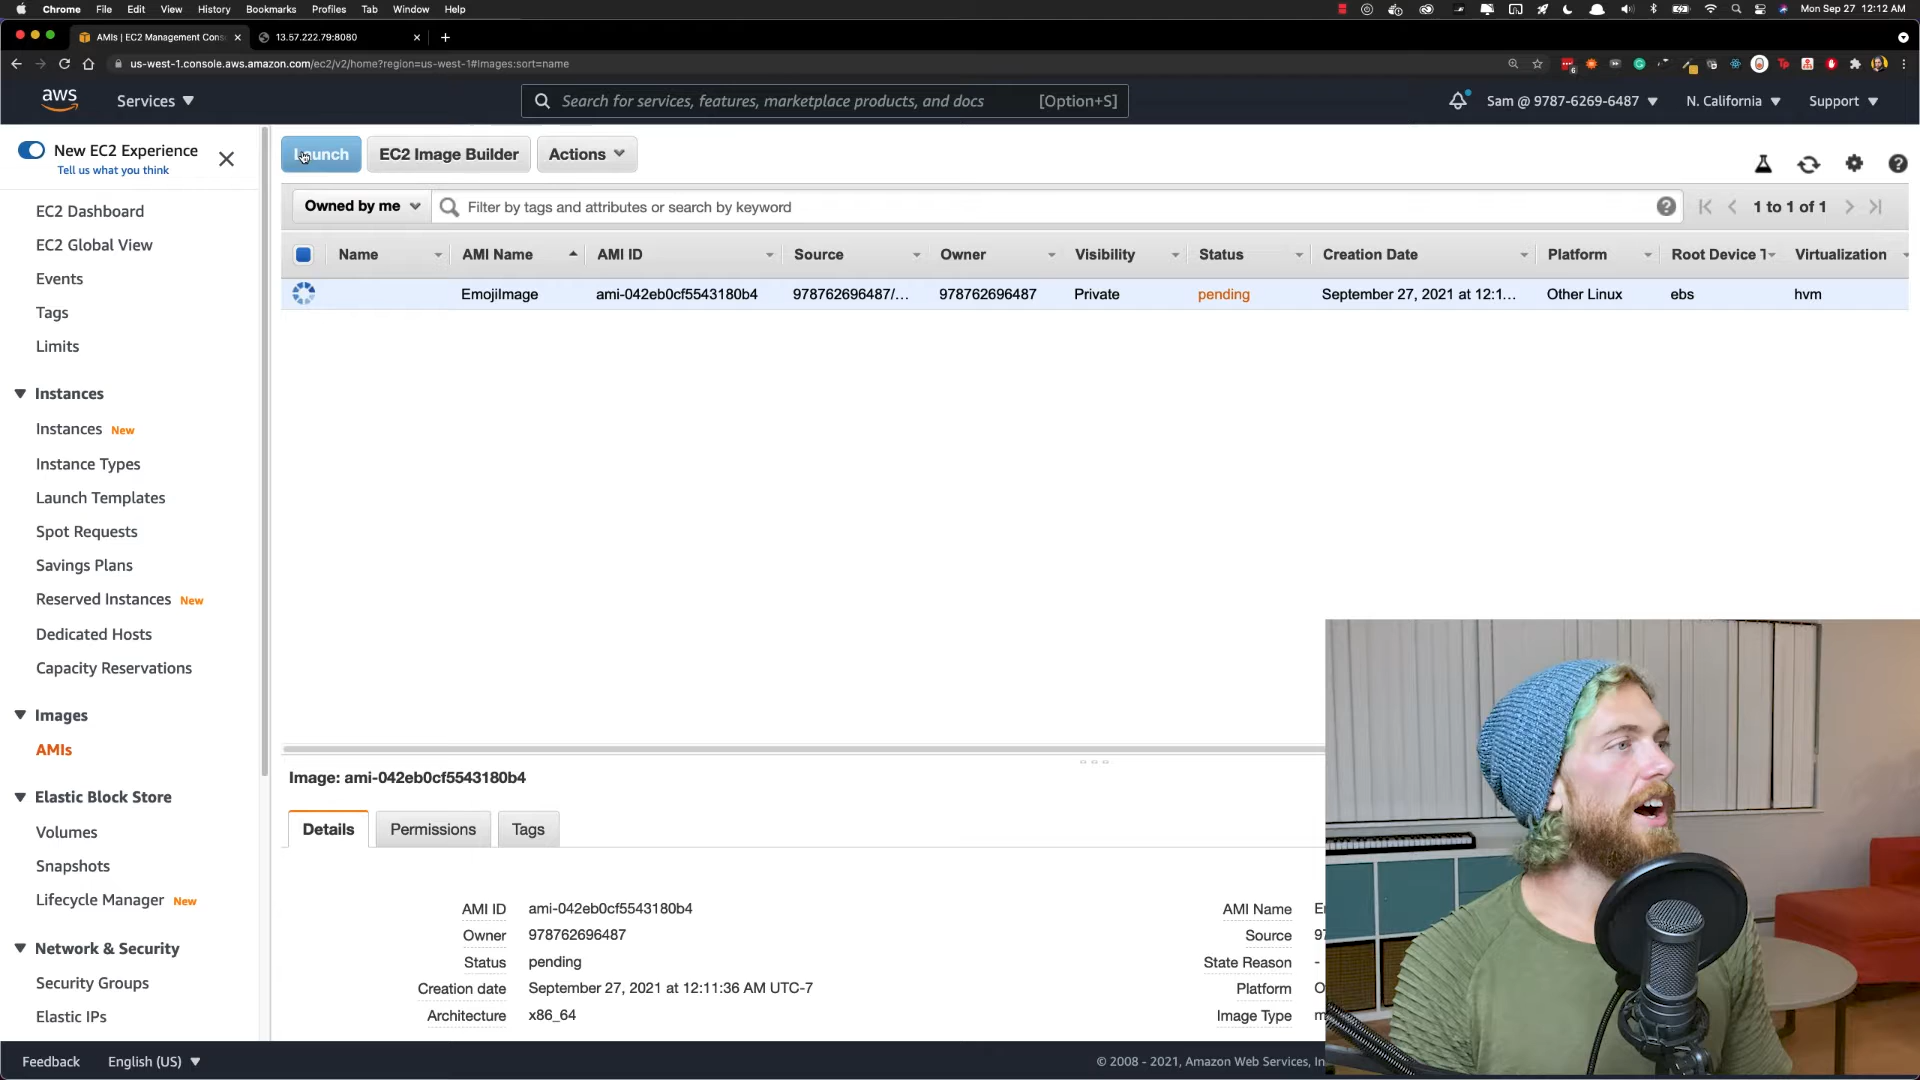 Chrome File Edit View History Bookmarks Profiles Tab Window Help
Mon Sep 27 12:12 AM
AMIs | EC2 Management Cons
13.57.222.79:8080
us-west-1.console.aws.amazon.com/ec2/v2/home?region=us-west-1#Images:sort=name
aws
Services
Search for services, features, marketplace products, and docs [Option+S]
Sam @ 9787-6269-6487
N. California
Support
New EC2 Experience
Tell us what you think
EC2 Dashboard
EC2 Global View
Events
Tags
Limits
Instances
Instances New
Instance Types
Launch Templates
Spot Requests
Savings Plans
Reserved Instances New
Dedicated Hosts
Capacity Reservations
Images
AMIs
Elastic Block Store
Volumes
Snapshots
Lifecycle Manager New
Network & Security
Security Groups
Elastic IPs
Launch
EC2 Image Builder
Actions
Owned by me
Filter by tags and attributes or search by keyword
1 to 1 of 1
Name AMI Name AMI ID Source Owner Visibility Status Creation Date Platform Root Device T Virtualization
EmojiImage ami-042eb0cf5543180b4 978762696487/... 978762696487 Private pending September 27, 2021 at 12:1... Other Linux ebs hvm
Image: ami-042eb0cf5543180b4
Details Permissions Tags
AMI ID ami-042eb0cf5543180b4
Owner 978762696487
Status pending
Creation date September 27, 2021 at 12:11:36 AM UTC-7
Architecture x86_64
AMI Name
Source 97
State Reason -
Platform
Image Type
Feedback English (US)
© 2008 - 2021, Amazon Web Services, In